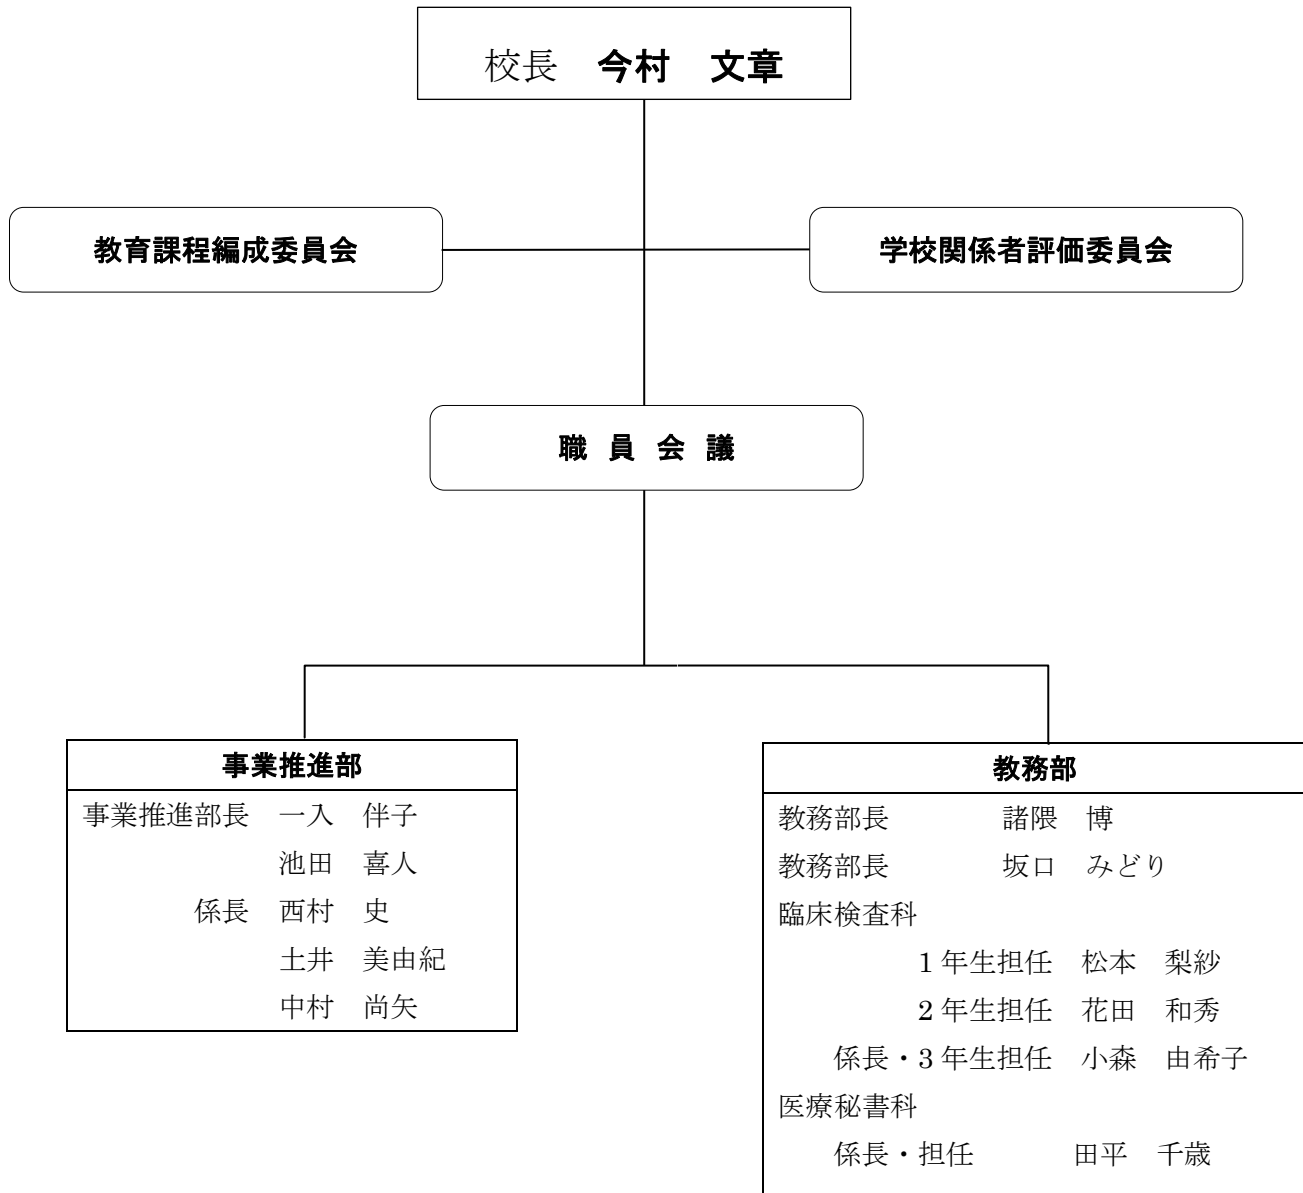 校長　今村　文章
教育課程編成委員会
学校関係者評価委員会
職 員 会 議
事業推進部
事業推進部長　一入　伴子
池田　喜人
係長　西村　史
土井　美由紀
中村　尚矢
教務部
教務部長　諸隈　博
教務部長　坂口　みどり
臨床検査科
1 年生担任　松本　梨紗
2 年生担任　花田　和秀
係長・3 年生担任　小森　由希子
医療秘書科
係長・担任　田平　千歳